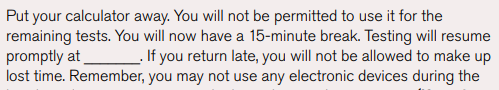 Put your calculator away. You will not be permitted to use it for the
remaining tests. You will now have a 15-minute break. Testing will resume
promptly at _______. If you return late, you will not be allowed to make up
lost time. Remember, you may not use any electronic devices during the